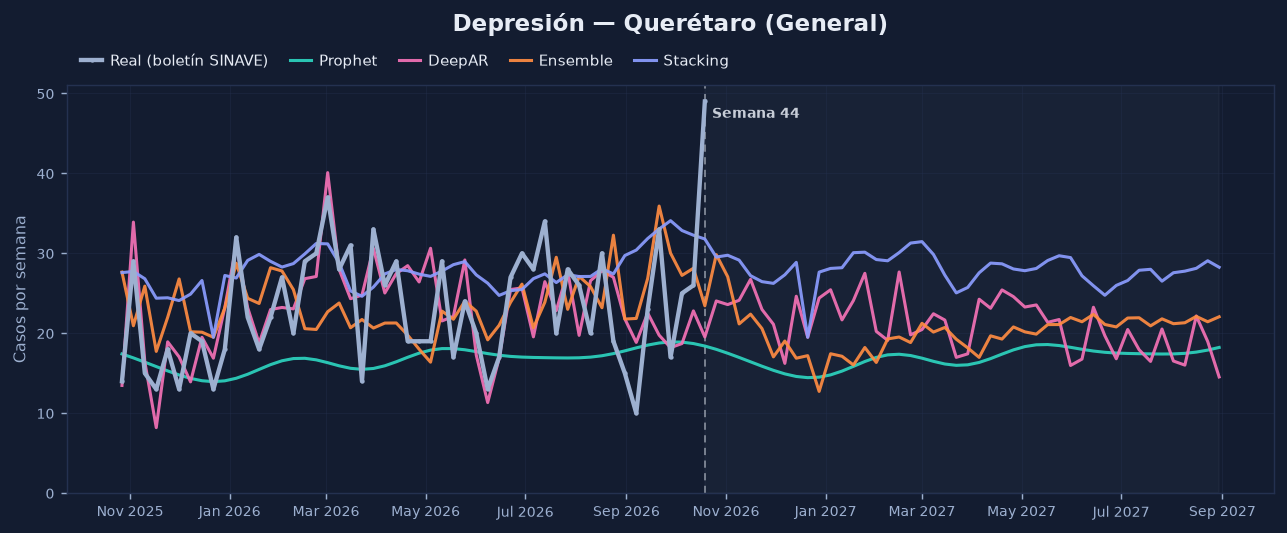 Depresión — Querétaro (General)
Real (boletín SINAVE) Prophet DeepAR Ensemble Stacking
Casos por semana
50
40
30
20
10
0
Semana 44
Nov 2025 Jan 2026 Mar 2026 May 2026 Jul 2026 Sep 2026 Nov 2026 Jan 2027 Mar 2027 May 2027 Jul 2027 Sep 2027